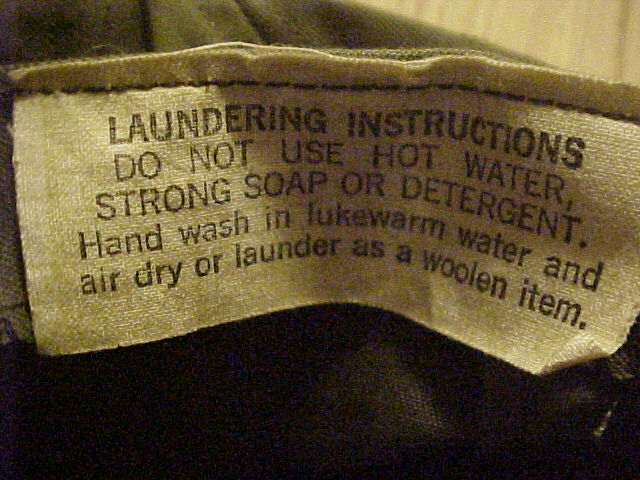 LAUNDERING INSTRUCTIONS
DO NOT USE HOT WATER,
STRONG SOAP OR DETERGENT.
Hand wash in lukewarm water and
air dry or launder as a woolen item.